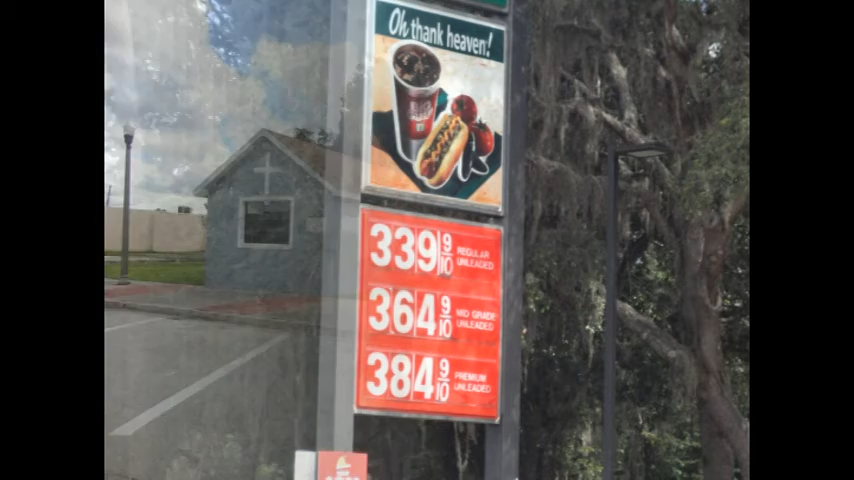 Oh thank heaven!
339 9/10 REGULAR UNLEADED
364 9/10 MID GRADE UNLEADED
384 9/10 PREMIUM UNLEADED